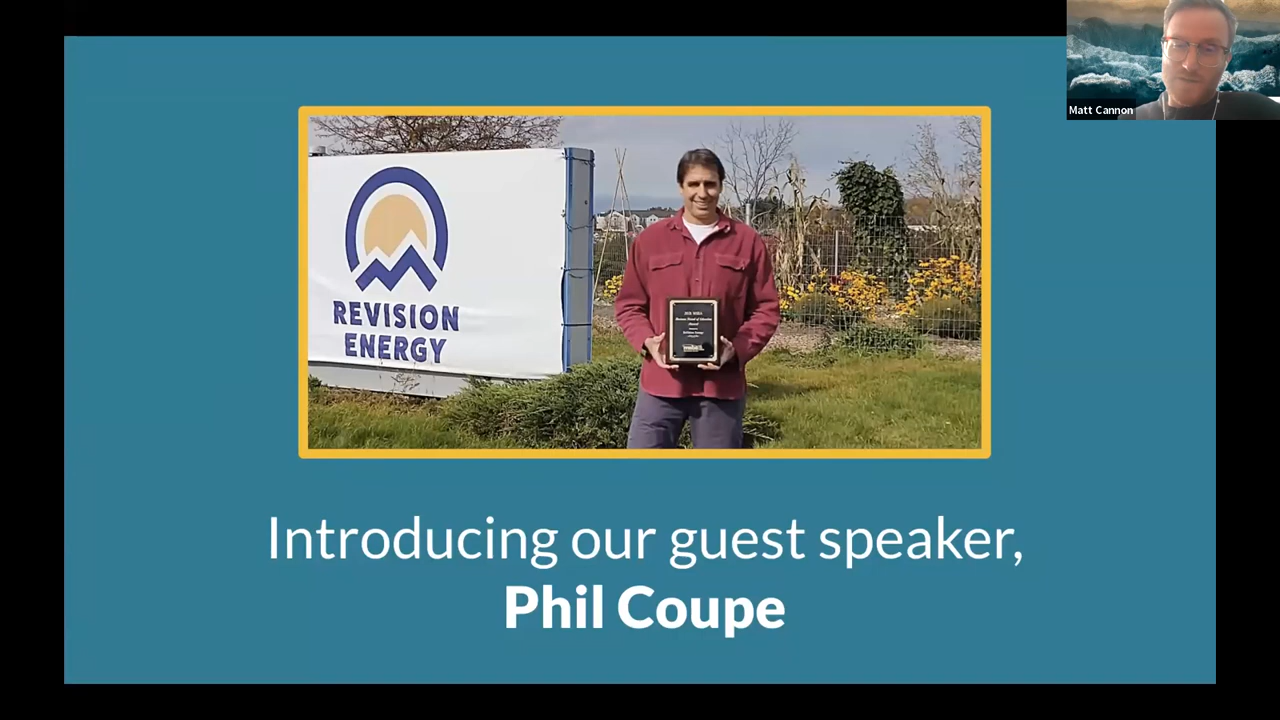 Matt Cannon
REVISION
ENERGY
Introducing our guest speaker,
Phil Coupe